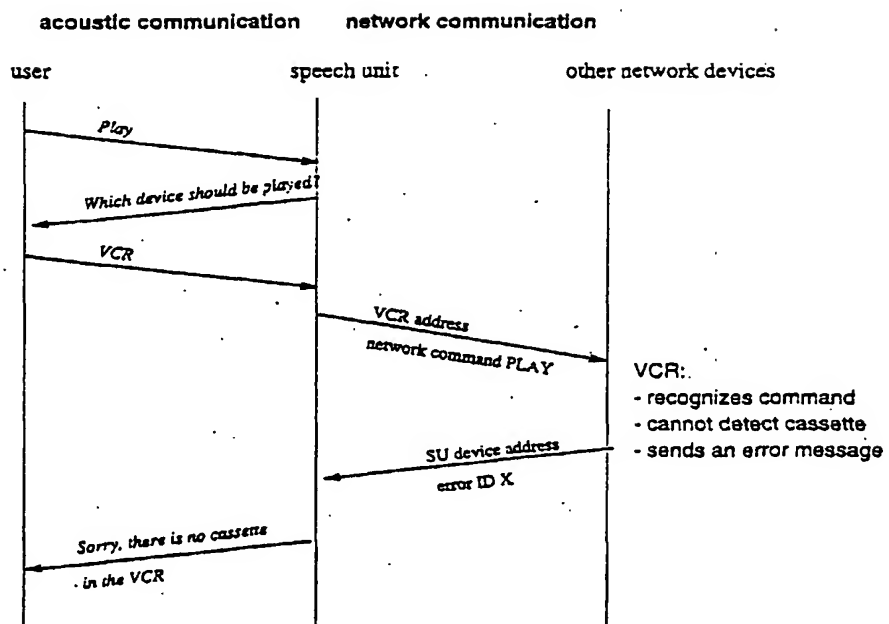 acoustic communication network communication
user speech unit other network devices
Play
Which device should be played?
VCR
VCR address
network command PLAY
VCR:
- recognizes command
- cannot detect cassette
- sends an error message
SU device address
error ID X
Sorry, there is no cassette
in the VCR